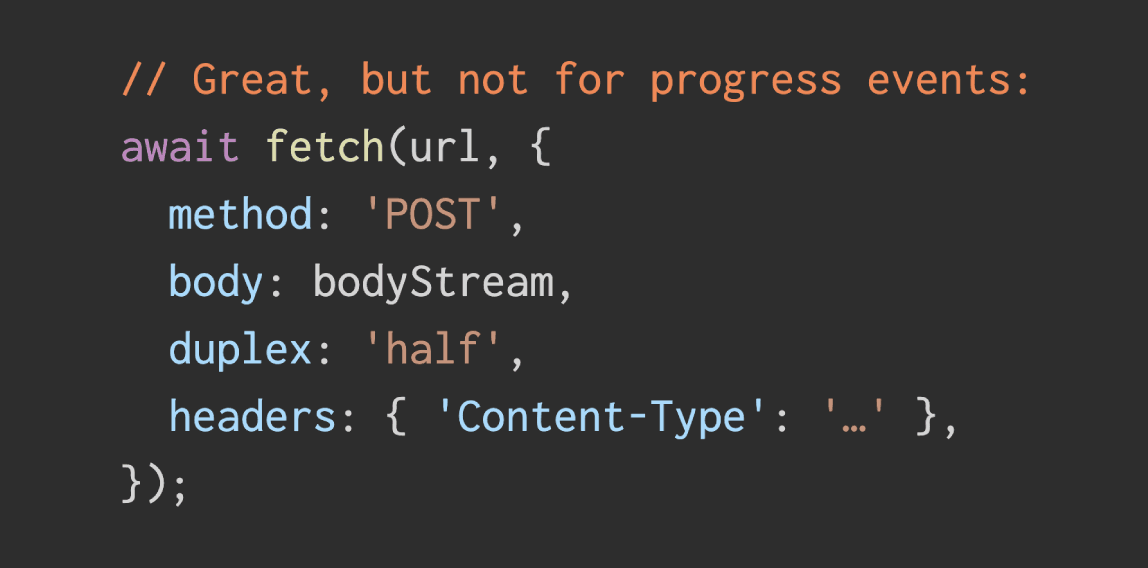 // Great, but not for progress events:
await fetch(url, {
  method: 'POST',
  body: bodyStream,
  duplex: 'half',
  headers: { 'Content-Type': '…' },
});